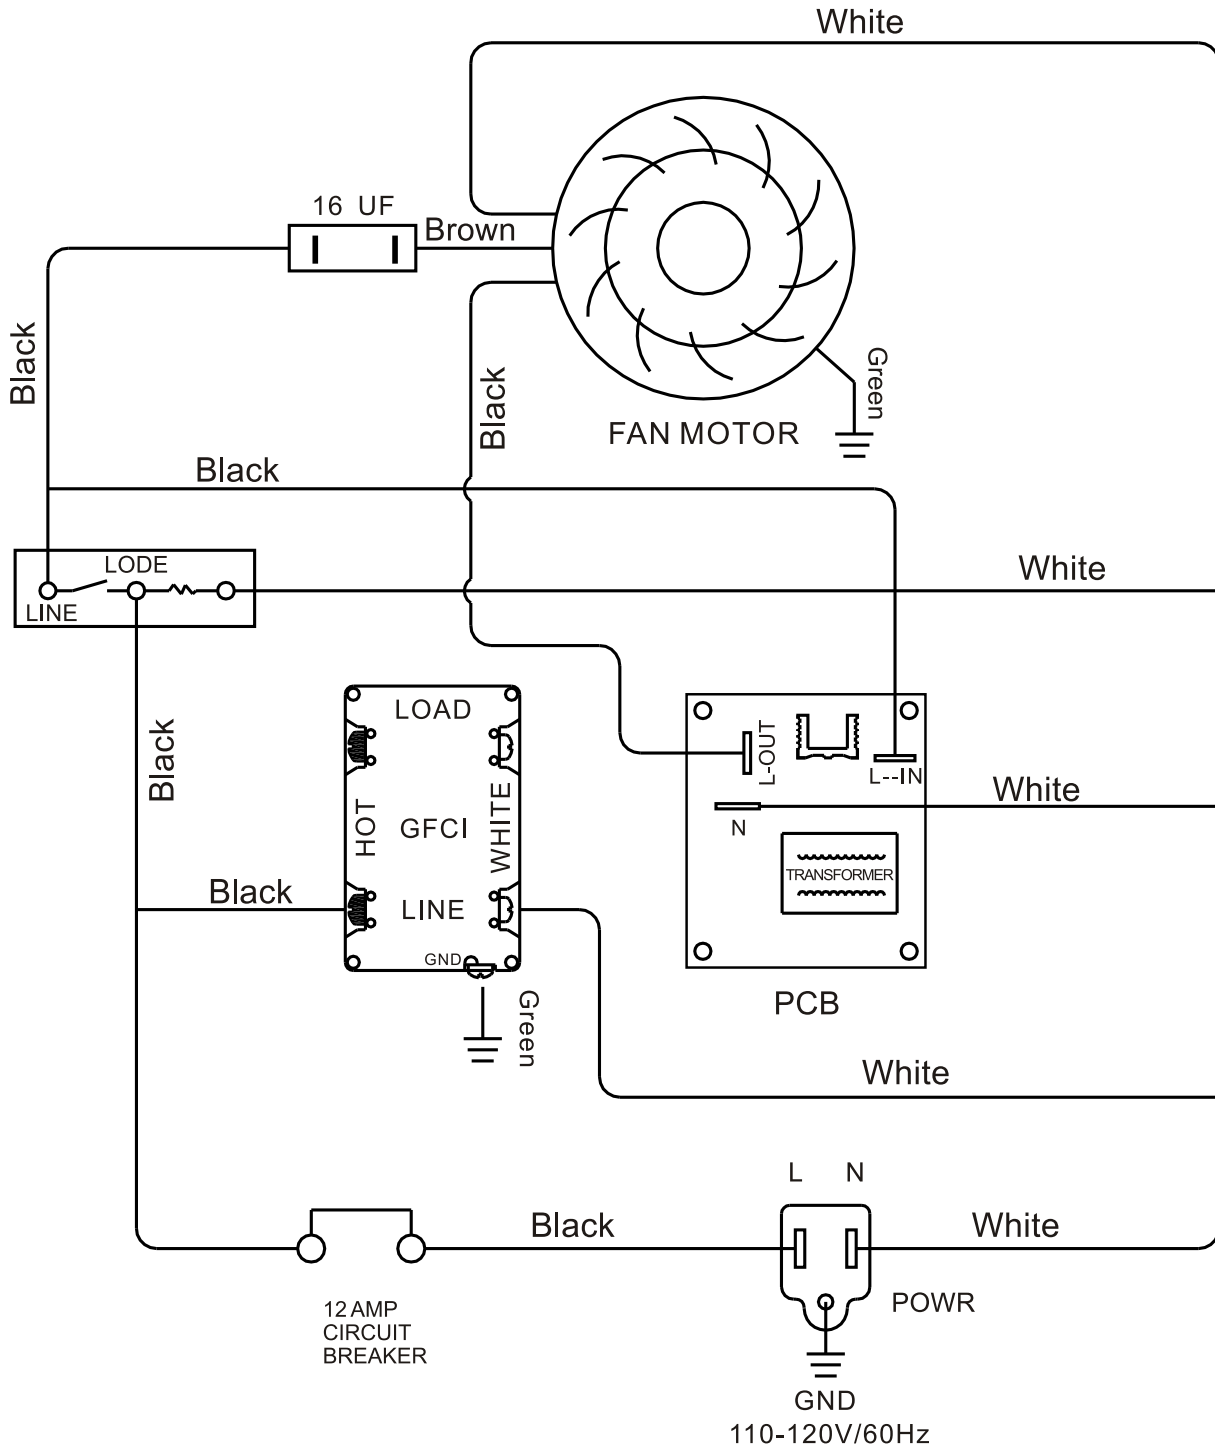 White
16 UF
Brown
Black
Black
Green
FAN MOTOR
Black
LODE
LINE
White
Black
LOAD
HOT
GFCI
WHITE
LINE
GND
Green
Black
L-OUT
L--IN
N
TRANSFORMER
PCB
White
White
L N
Black
White
POWR
12 AMP
CIRCUIT
BREAKER
GND
110-120V/60Hz